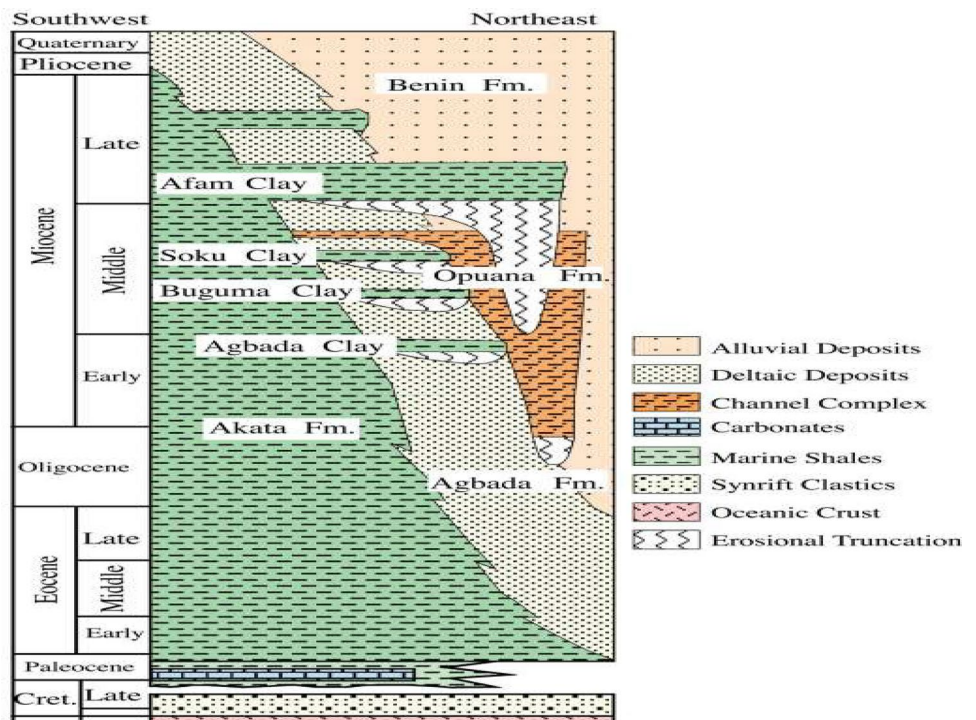 Southwest Northeast
Quaternary
Pliocene
Benin Fm.
Late
Afam Clay
Miocene
Middle
Soku Clay
Opuana Fm.
Buguma Clay
Agbada Clay
Early
Akata Fm.
Oligocene
Agbada Fm.
Late
Eocene
Middle
Early
Paleocene
Cret. Late
Alluvial Deposits
Deltaic Deposits
Channel Complex
Carbonates
Marine Shales
Synrift Clastics
Oceanic Crust
Erosional Truncation